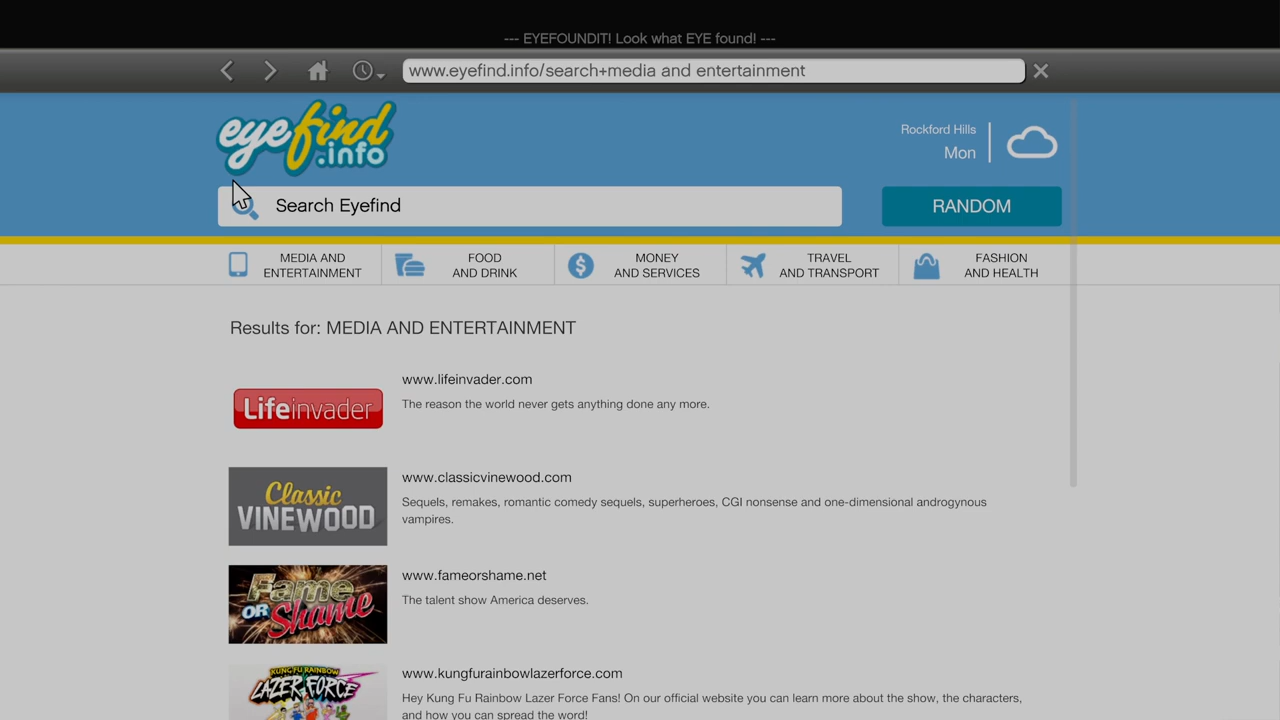 --- EYEFOUNDIT! Look what EYE found! ---
www.eyefind.info/search+media and entertainment
eyefind
.info
Rockford Hills
Mon
Search Eyefind
RANDOM
MEDIA AND
ENTERTAINMENT
FOOD
AND DRINK
MONEY
AND SERVICES
TRAVEL
AND TRANSPORT
FASHION
AND HEALTH
Results for: MEDIA AND ENTERTAINMENT
Lifeinvader
www.lifeinvader.com
The reason the world never gets anything done any more.
Classic
VINEWOOD
www.classicvinewood.com
Sequels, remakes, romantic comedy sequels, superheroes, CGI nonsense and one-dimensional androgynous
vampires.
Fame
OR Shame
www.fameorshame.net
The talent show America deserves.
KUNG FU RAINBOW
LAZER FORCE
www.kungfurainbowlazerforce.com
Hey Kung Fu Rainbow Lazer Force Fans! On our official website you can learn more about the show, the characters,
and how you can spread the word!